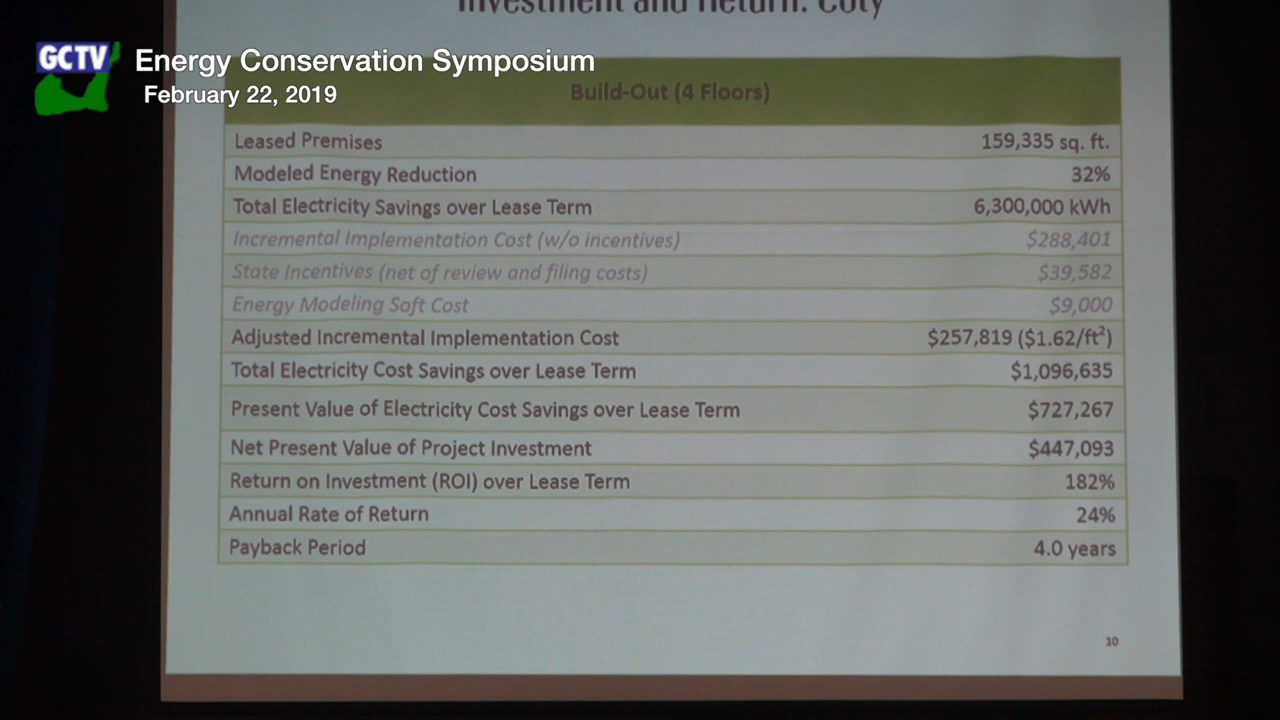 Investment and Return: Coty
GCTV
Energy Conservation Symposium
February 22, 2019
Build-Out (4 Floors)
Leased Premises 159,335 sq. ft.
Modeled Energy Reduction 32%
Total Electricity Savings over Lease Term 6,300,000 kWh
Incremental Implementation Cost (w/o incentives) $288,401
State Incentives (net of review and filing costs) $39,582
Energy Modeling Soft Cost $9,000
Adjusted Incremental Implementation Cost $257,819 ($1.62/ft²)
Total Electricity Cost Savings over Lease Term $1,096,635
Present Value of Electricity Cost Savings over Lease Term $727,267
Net Present Value of Project Investment $447,093
Return on Investment (ROI) over Lease Term 182%
Annual Rate of Return 24%
Payback Period 4.0 years
10